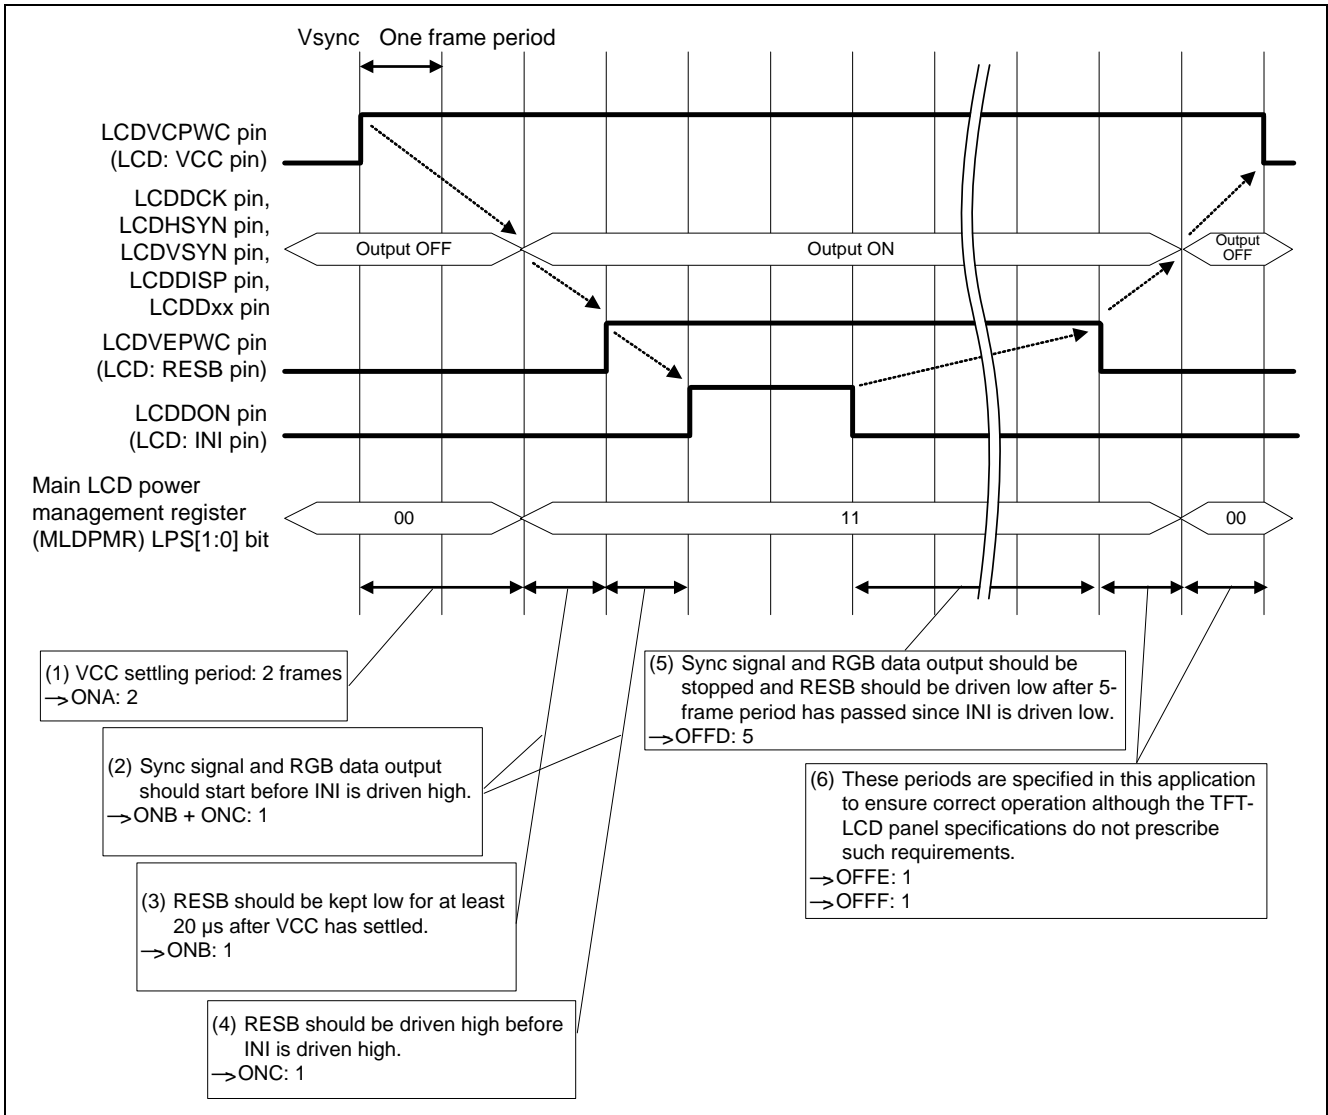 Vsync One frame period
LCDVCPWC pin
(LCD: VCC pin)
LCDDCK pin,
LCDHSYN pin,
LCDVSYN pin,
LCDDISP pin,
LCDDxx pin
Output OFF
Output ON
Output
OFF
LCDVEPWC pin
(LCD: RESB pin)
LCDDON pin
(LCD: INI pin)
Main LCD power
management register
(MLDPMR) LPS[1:0] bit
00
11
00
(1) VCC settling period: 2 frames
→ONA: 2
(2) Sync signal and RGB data output
should start before INI is driven high.
→ONB + ONC: 1
(3) RESB should be kept low for at least
20 µs after VCC has settled.
→ONB: 1
(4) RESB should be driven high before
INI is driven high.
→ONC: 1
(5) Sync signal and RGB data output should be
stopped and RESB should be driven low after 5-
frame period has passed since INI is driven low.
→OFFD: 5
(6) These periods are specified in this application
to ensure correct operation although the TFT-
LCD panel specifications do not prescribe
such requirements.
→OFFE: 1
→OFFF: 1